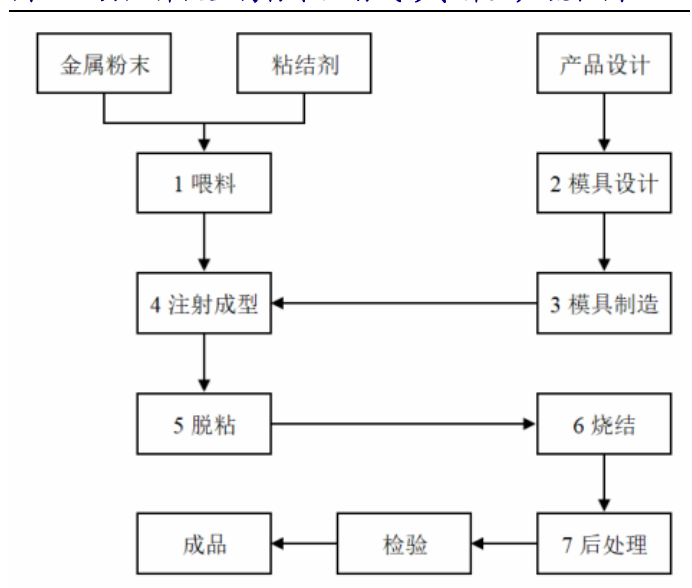 金属粉末
粘结剂
产品设计
1 喂料
2 模具设计
4 注射成型
3 模具制造
5 脱粘
6 烧结
成品
检验
7 后处理